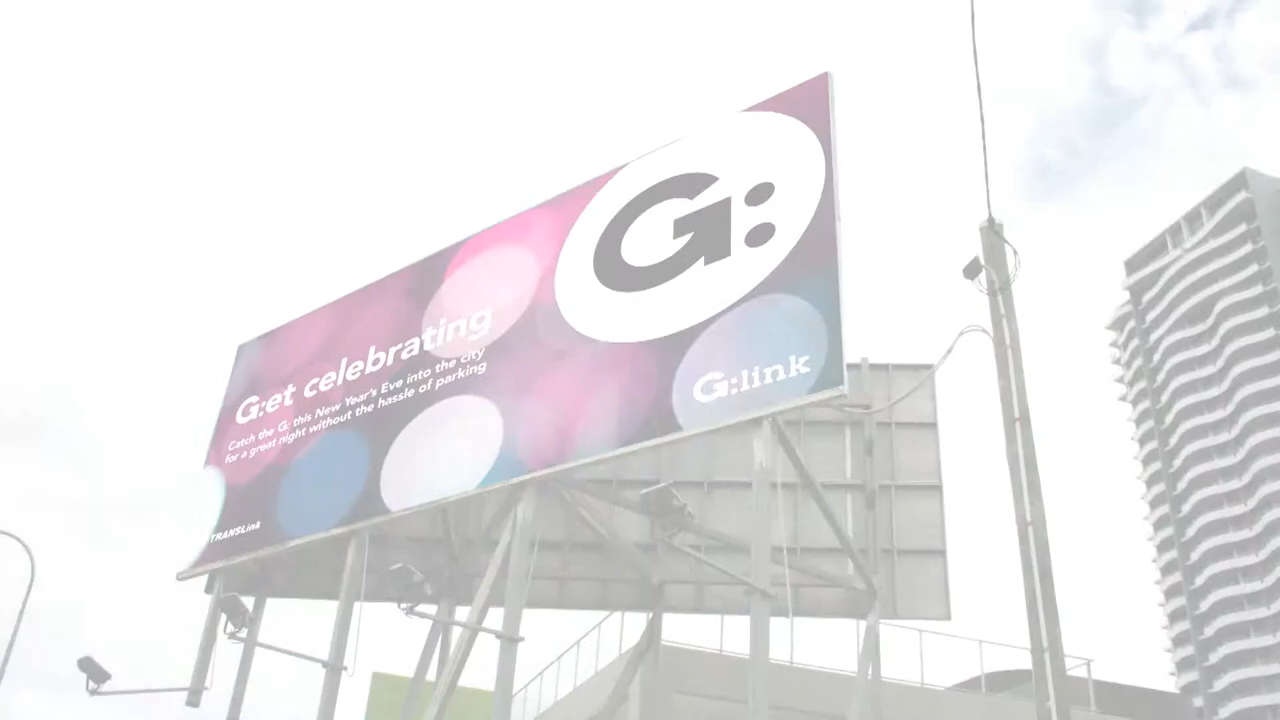 G:
G:et celebrating
Catch the G: this New Year's Eve into the city
for a great night without the hassle of parking
G:link
TRANSLink